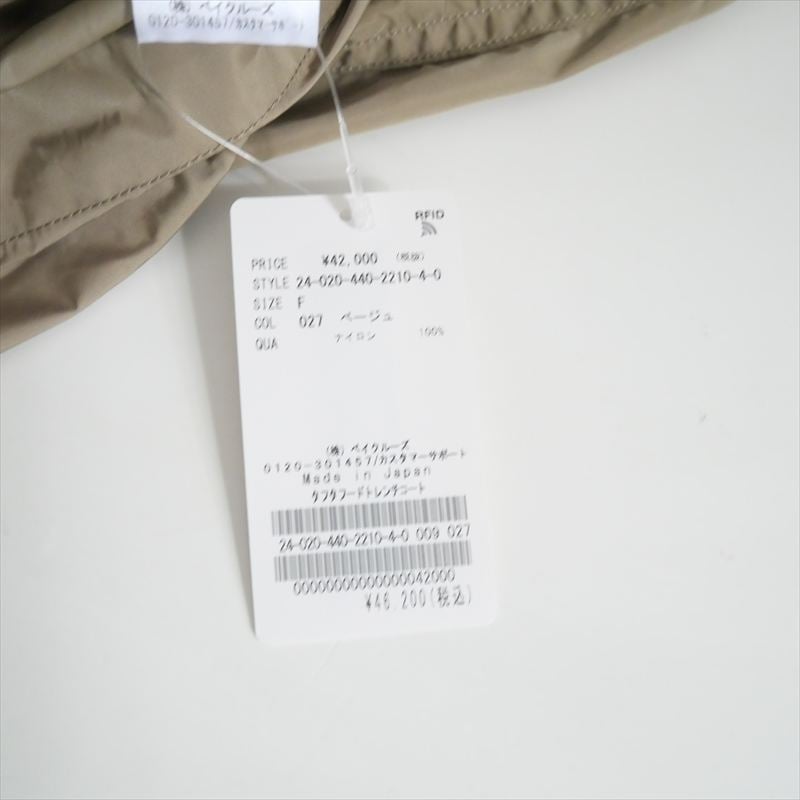 (株)ベイクルーズ
0120-301457/カスタマーサポート
RFID
PRICE ¥42,000 (税抜)
STYLE 24-020-440-2210-4-0
SIZE F
COL 027 ベージュ
QUA ナイロン 100%
(株)ベイクルーズ
0120-301457/カスタマーサポート
Made in Japan
タフタフードトレンチコート
24-020-440-2210-4-0 009 027
00000000000000042000
¥46,200(税込)